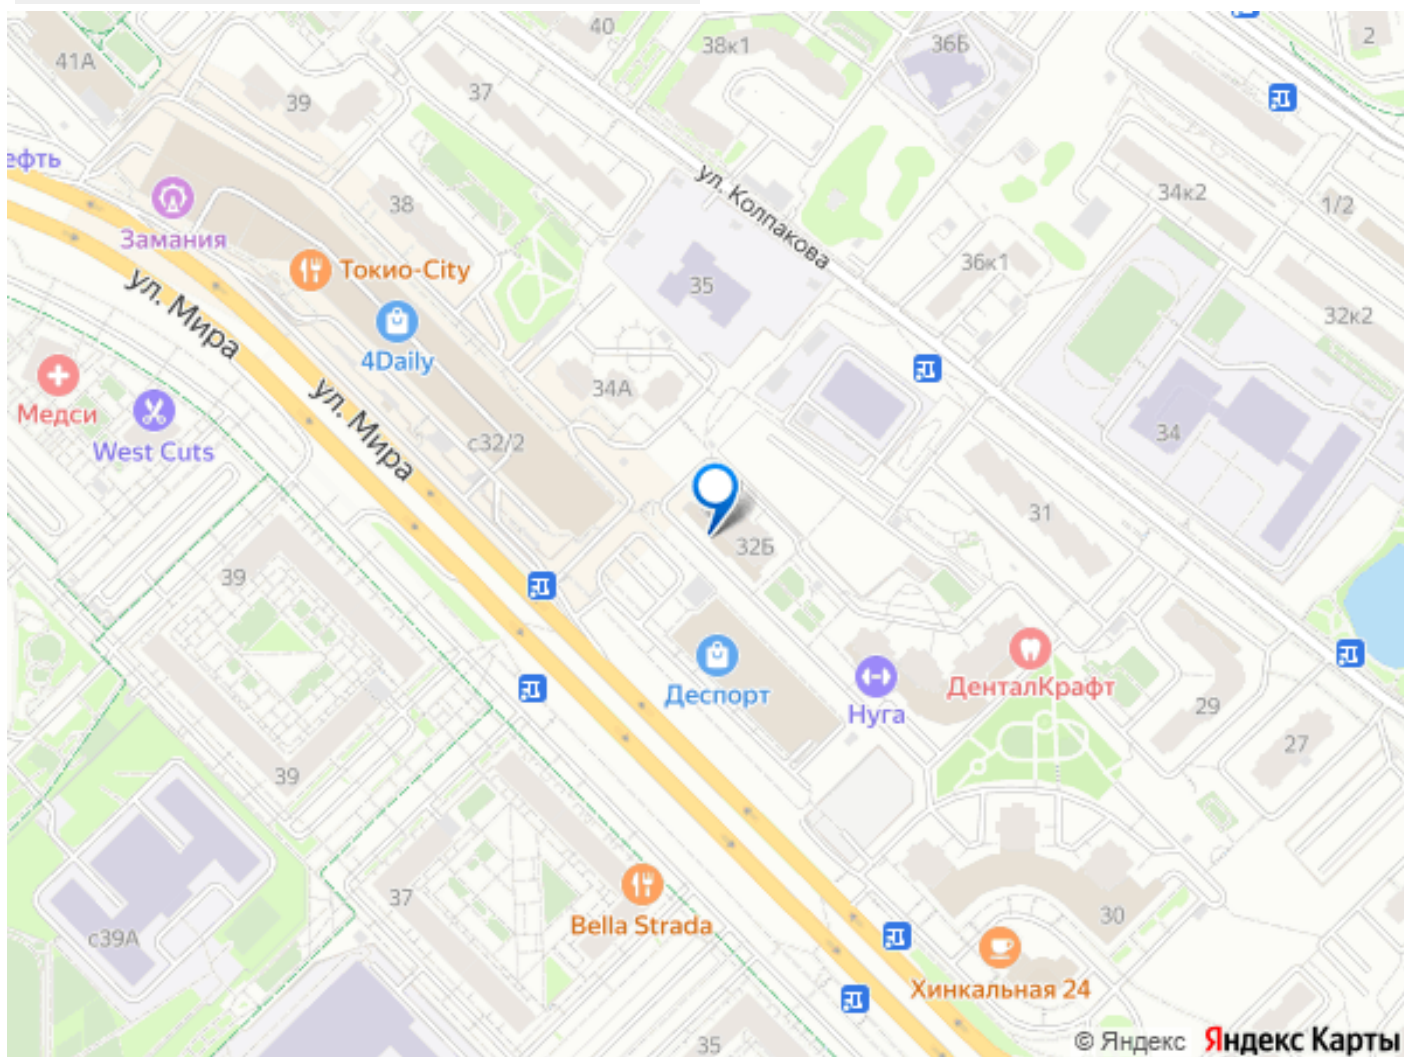 40
2
38к1
36Б
41А
37
39
ефть
ул. Колпакова
34к2
1/2
38
Замания
Токио-City
36к1
35
ул. Мира
32к2
4Daily
ул. Мира
34А
Медси
34
West Cuts
с32/2
31
32Б
39
ДенталКрафт
Деспорт
Нуга
29
27
39
37
Bella Strada
30
с39А
Хинкальная 24
35
© Яндекс Яндекс Карты